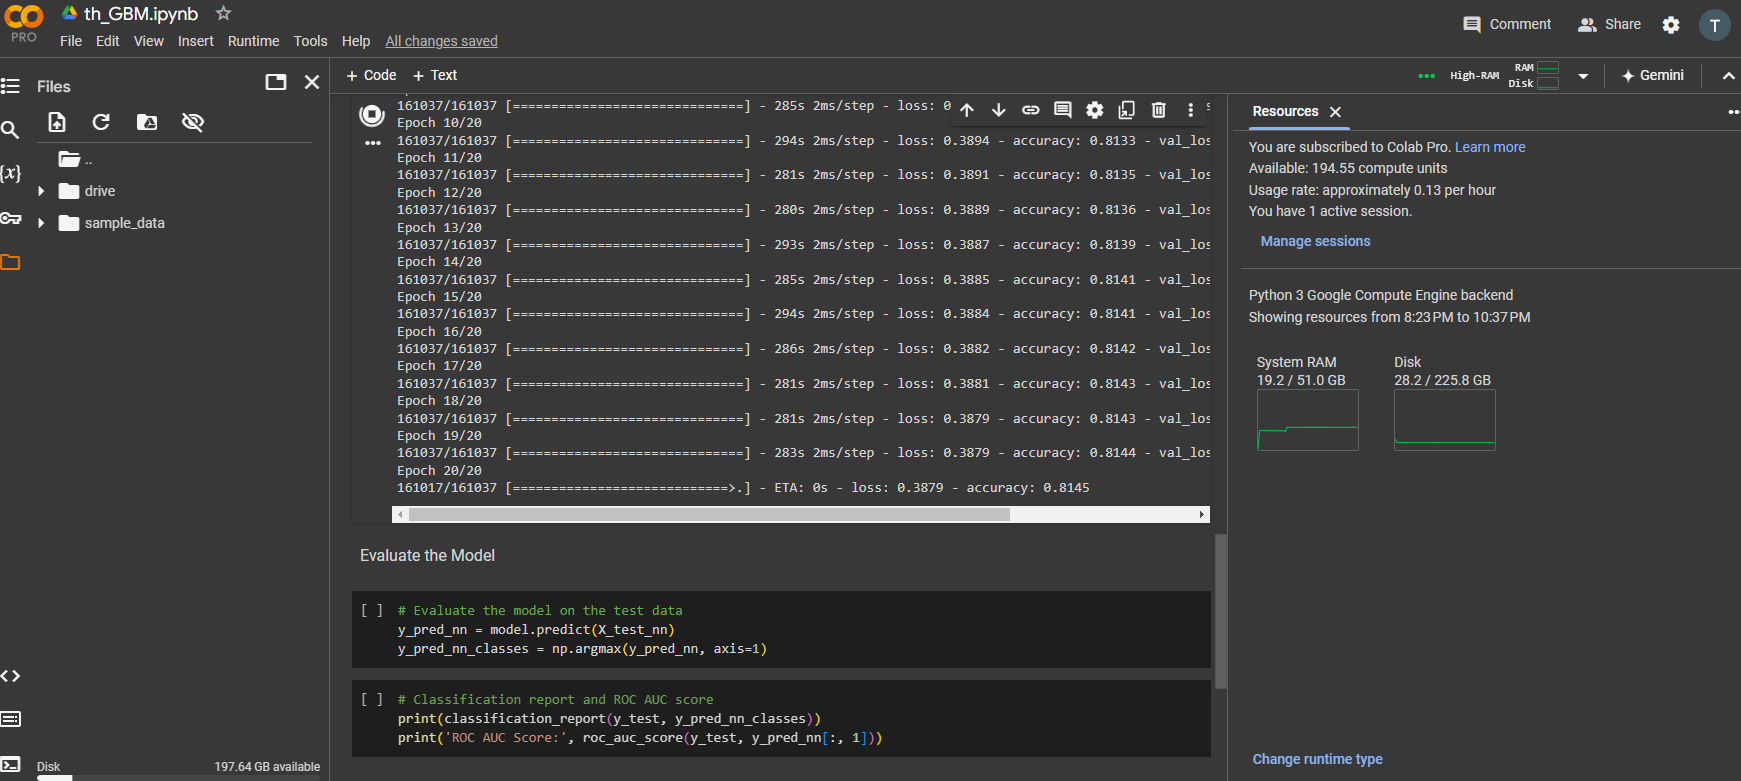 th_GBM.ipynb
PRO
File Edit View Insert Runtime Tools Help All changes saved
Comment Share T
Files
+ Code + Text
High-RAM
RAM
Disk
Gemini
..
drive
sample_data
{x}
161037/161037 [==============================] - 285s 2ms/step - loss: 0
Epoch 10/20
161037/161037 [==============================] - 294s 2ms/step - loss: 0.3894 - accuracy: 0.8133 - val_los
Epoch 11/20
161037/161037 [==============================] - 281s 2ms/step - loss: 0.3891 - accuracy: 0.8135 - val_los
Epoch 12/20
161037/161037 [==============================] - 280s 2ms/step - loss: 0.3889 - accuracy: 0.8136 - val_los
Epoch 13/20
161037/161037 [==============================] - 293s 2ms/step - loss: 0.3887 - accuracy: 0.8139 - val_los
Epoch 14/20
161037/161037 [==============================] - 285s 2ms/step - loss: 0.3885 - accuracy: 0.8141 - val_los
Epoch 15/20
161037/161037 [==============================] - 294s 2ms/step - loss: 0.3884 - accuracy: 0.8141 - val_los
Epoch 16/20
161037/161037 [==============================] - 286s 2ms/step - loss: 0.3882 - accuracy: 0.8142 - val_los
Epoch 17/20
161037/161037 [==============================] - 281s 2ms/step - loss: 0.3881 - accuracy: 0.8143 - val_los
Epoch 18/20
161037/161037 [==============================] - 281s 2ms/step - loss: 0.3879 - accuracy: 0.8143 - val_los
Epoch 19/20
161037/161037 [==============================] - 283s 2ms/step - loss: 0.3879 - accuracy: 0.8144 - val_los
Epoch 20/20
161017/161037 [============================>.] - ETA: 0s - loss: 0.3879 - accuracy: 0.8145
Evaluate the Model
[ ] # Evaluate the model on the test data
y_pred_nn = model.predict(X_test_nn)
y_pred_nn_classes = np.argmax(y_pred_nn, axis=1)
[ ] # Classification report and ROC AUC score
print(classification_report(y_test, y_pred_nn_classes))
print('ROC AUC Score:', roc_auc_score(y_test, y_pred_nn[:, 1]))
Disk 197.64 GB available
Resources
You are subscribed to Colab Pro. Learn more
Available: 194.55 compute units
Usage rate: approximately 0.13 per hour
You have 1 active session.
Manage sessions
Python 3 Google Compute Engine backend
Showing resources from 8:23 PM to 10:37 PM
System RAM
19.2 / 51.0 GB
Disk
28.2 / 225.8 GB
Change runtime type